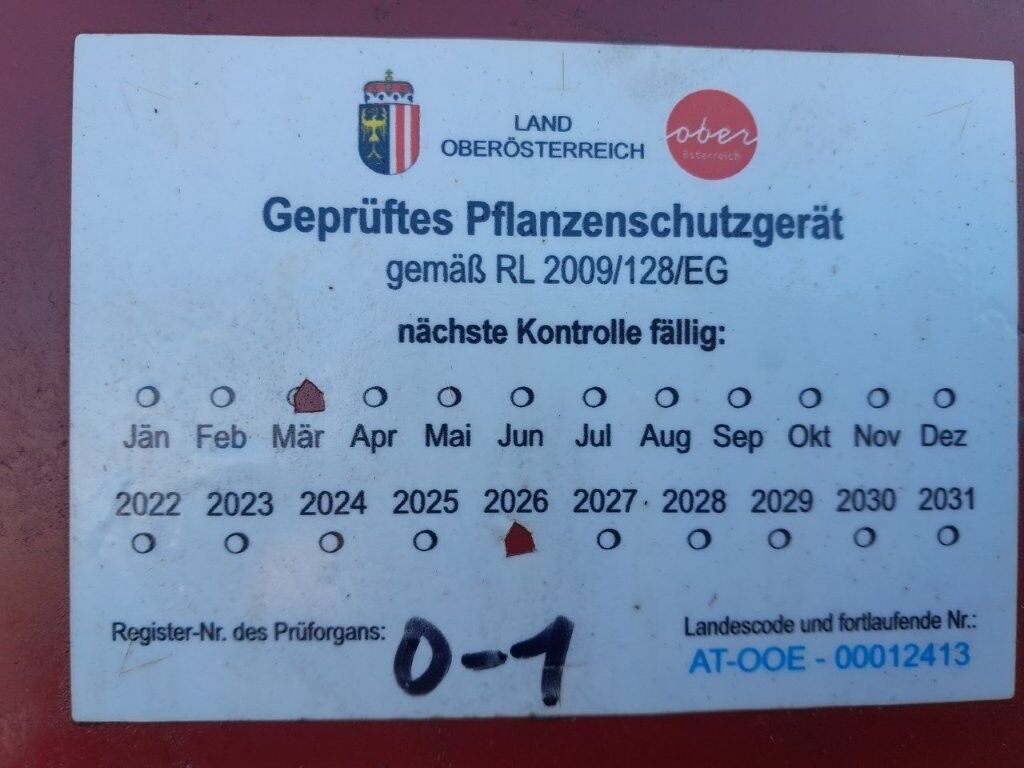 LAND
OBERÖSTERREICH
ober
österreich
Geprüftes Pflanzenschutzgerät
gemäß RL 2009/128/EG
nächste Kontrolle fällig:
Jän Feb Mär Apr Mai Jun Jul Aug Sep Okt Nov Dez
2022 2023 2024 2025 2026 2027 2028 2029 2030 2031
Register-Nr. des Prüforgans: 0-1
Landescode und fortlaufende Nr.:
AT-OOE - 00012413